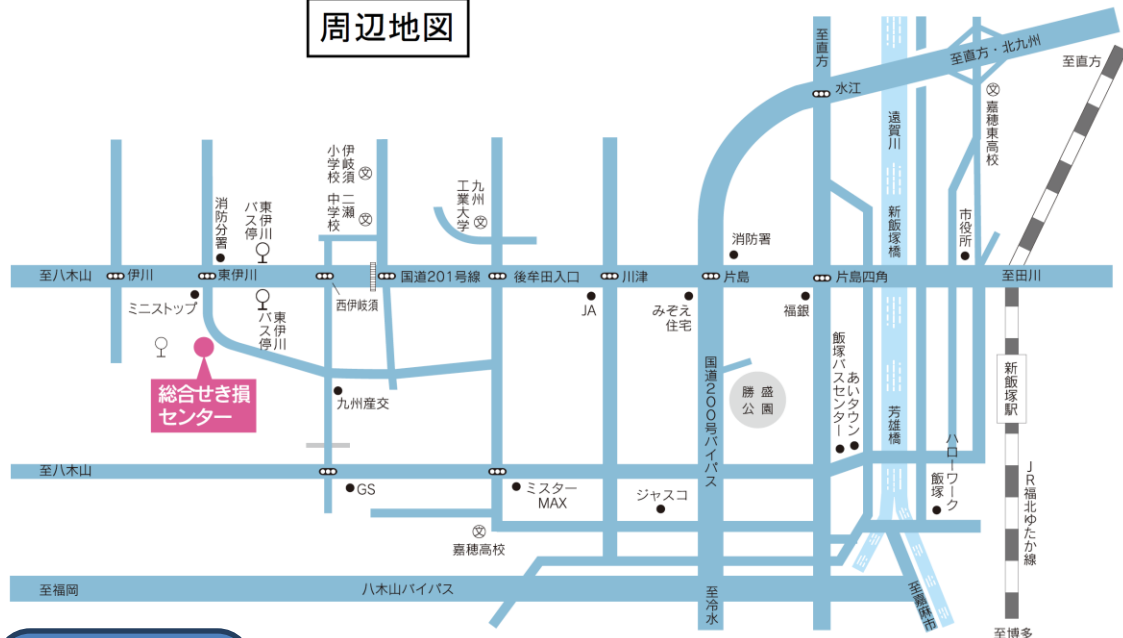 周辺地図
至直方
至直方・北九州
至直方
水江
遠賀川
嘉穂東高校
伊岐須
小学校
二瀬
中学校
九州
工業大学
消防分署
東伊川
バス停
新飯塚橋
市役所
消防署
至八木山
伊川
東伊川
国道201号線
後牟田入口
川津
片島
片島四角
至田川
ミニストップ
東伊川
バス停
西伊岐須
JA
みぞえ
住宅
福銀
総合せき損
センター
九州産交
国道200号バイパス
勝盛
公園
飯塚バスセンター
あいタウン
芳雄橋
新飯塚駅
ハローワーク
飯塚
JR福北ゆたか線
至八木山
GS
ミスター
MAX
ジャスコ
嘉穂高校
至福岡
八木山バイパス
至冷水
至嘉麻市
至博多